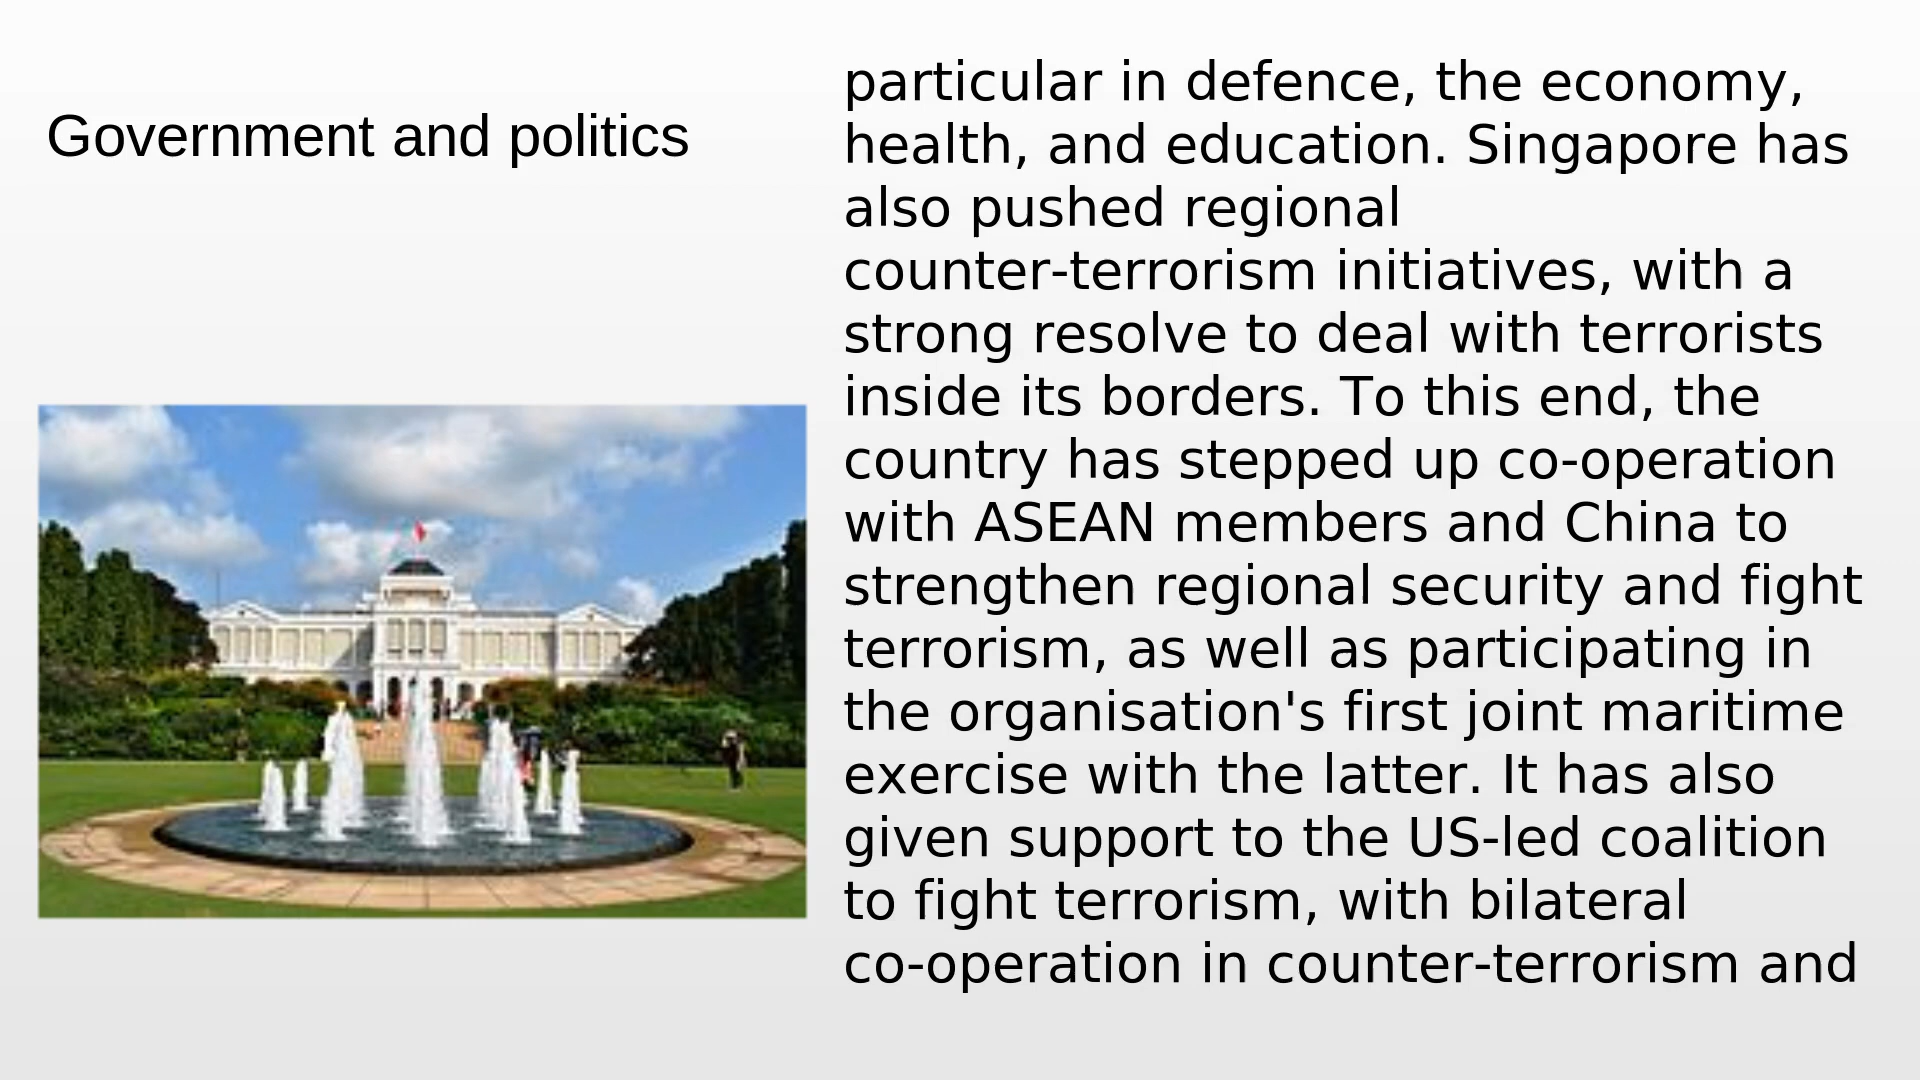 Government and politics
particular in defence, the economy,
health, and education. Singapore has
also pushed regional
counter-terrorism initiatives, with a
strong resolve to deal with terrorists
inside its borders. To this end, the
country has stepped up co-operation
with ASEAN members and China to
strengthen regional security and fight
terrorism, as well as participating in
the organisation's first joint maritime
exercise with the latter. It has also
given support to the US-led coalition
to fight terrorism, with bilateral
co-operation in counter-terrorism and